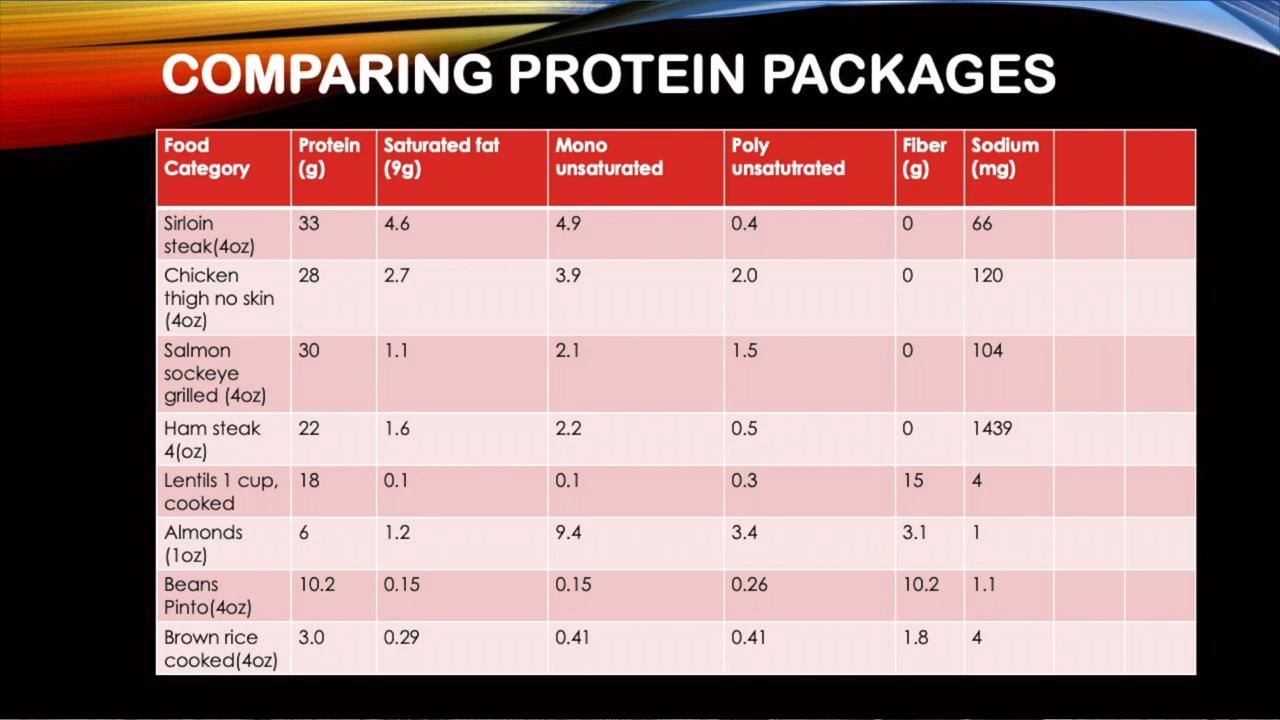 COMPARING PROTEIN PACKAGES
Food Category | Protein (g) | Saturated fat (9g) | Mono unsaturated | Poly unsatutrated | Fiber (g) | Sodium (mg)
Sirloin steak(4oz) | 33 | 4.6 | 4.9 | 0.4 | 0 | 66
Chicken thigh no skin (4oz) | 28 | 2.7 | 3.9 | 2.0 | 0 | 120
Salmon sockeye grilled (4oz) | 30 | 1.1 | 2.1 | 1.5 | 0 | 104
Ham steak 4(oz) | 22 | 1.6 | 2.2 | 0.5 | 0 | 1439
Lentils 1 cup, cooked | 18 | 0.1 | 0.1 | 0.3 | 15 | 4
Almonds (1oz) | 6 | 1.2 | 9.4 | 3.4 | 3.1 | 1
Beans Pinto(4oz) | 10.2 | 0.15 | 0.15 | 0.26 | 10.2 | 1.1
Brown rice cooked(4oz) | 3.0 | 0.29 | 0.41 | 0.41 | 1.8 | 4